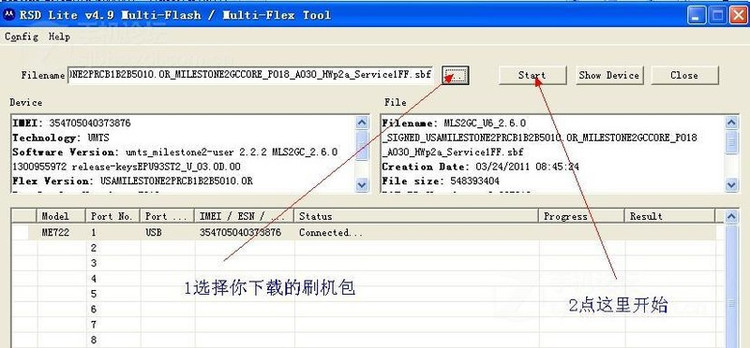 RSD Lite v4.9 Multi-Flash / Multi-Flex Tool
Config Help
Filename )NE2PRCB1B2B5010.OR_MILESTONE2GCCORE_P018_A030_HWp2a_Service1FF.sbf ... Start Show Device Close
Device
IMEI: 354705040373876
Technology: UMTS
Software Version: umts_milestone2-user 2.2.2 MLS2GC_2.6.0
1300955972 release-keysEPU93ST2_U_03.0D.00
Flex Version: USAMILESTONE2PRCB1B2B5010.OR
File
Filename: MLS2GC_U6_2.6.0
_SIGNED_USAMILESTONE2PRCB1B2B5010.OR_MILESTONE2GCCORE_P018
_A030_HWp2a_Service1FF.sbf
Creation Date: 03/24/2011 08:45:24
File size: 548393404
Model Port No. Port ... IMEI / ESN / ... Status Progress Result
ME722 1 USB 354705040373876 Connected...
2
3
4
5
6
7
8
1选择你下载的刷机包
2点这里开始